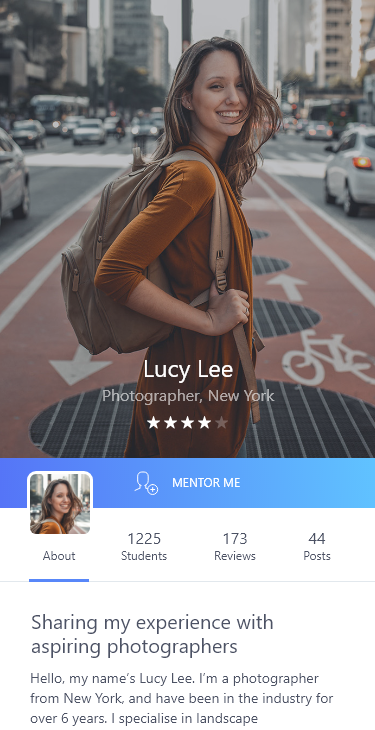 Lucy Lee
Photographer, New York
MENTOR ME
1225
173
44
About
Students
Reviews
Posts
Sharing my experience with
aspiring photographers
Hello, my name’s Lucy Lee. I’m a photographer
from New York, and have been in the industry for
over 6 years. I specialise in landscape